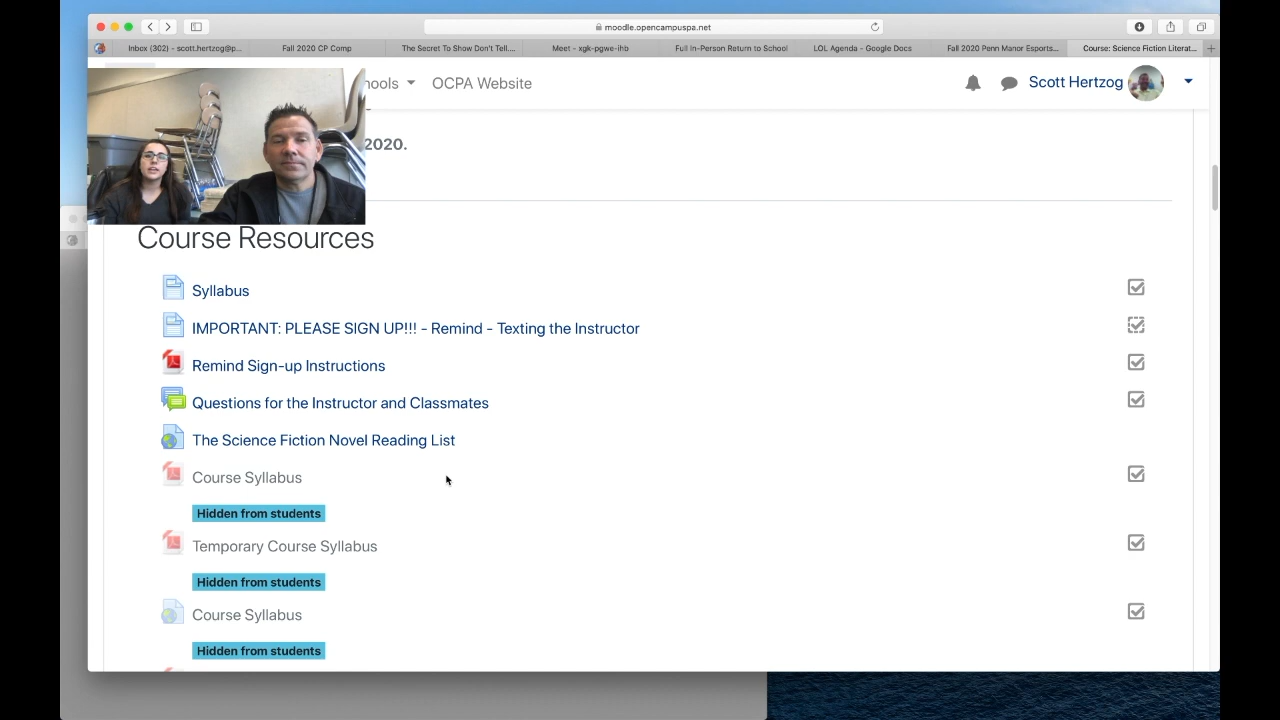 moodle.opencampuspa.net
Inbox (302) - scott.hertzog@p...
Fall 2020 CP Comp
The Secret To Show Don't Tell....
Meet - xgk-pgwe-ihb
Full In-Person Return to School
LOL Agenda - Google Docs
Fall 2020 Penn Manor Esports...
Course: Science Fiction Literat...
hools
OCPA Website
Scott Hertzog
2020.
Course Resources
Syllabus
IMPORTANT: PLEASE SIGN UP!!! - Remind - Texting the Instructor
Remind Sign-up Instructions
Questions for the Instructor and Classmates
The Science Fiction Novel Reading List
Course Syllabus
Hidden from students
Temporary Course Syllabus
Hidden from students
Course Syllabus
Hidden from students